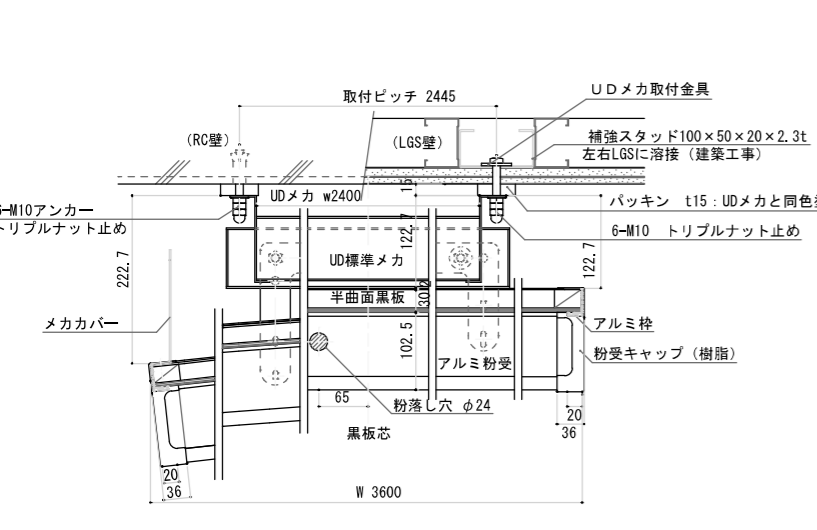 取付ピッチ 2445
UDメカ取付金具
(RC壁)
(LGS壁)
補強スタッド100×50×20×2.3t
左右LGSに溶接(建築工事)
15
UDメカ w2400
パッキン t15:UDメカと同色
6-M10アンカー
トリプルナット止め
6-M10 トリプルナット止め
222.7
122.7
122.7
UD標準メカ
半曲面黒板
30.2
メカカバー
アルミ枠
102.5
アルミ粉受
粉受キャップ(樹脂)
65
粉落し穴 φ24
20
36
黒板芯
20
36
W 3600